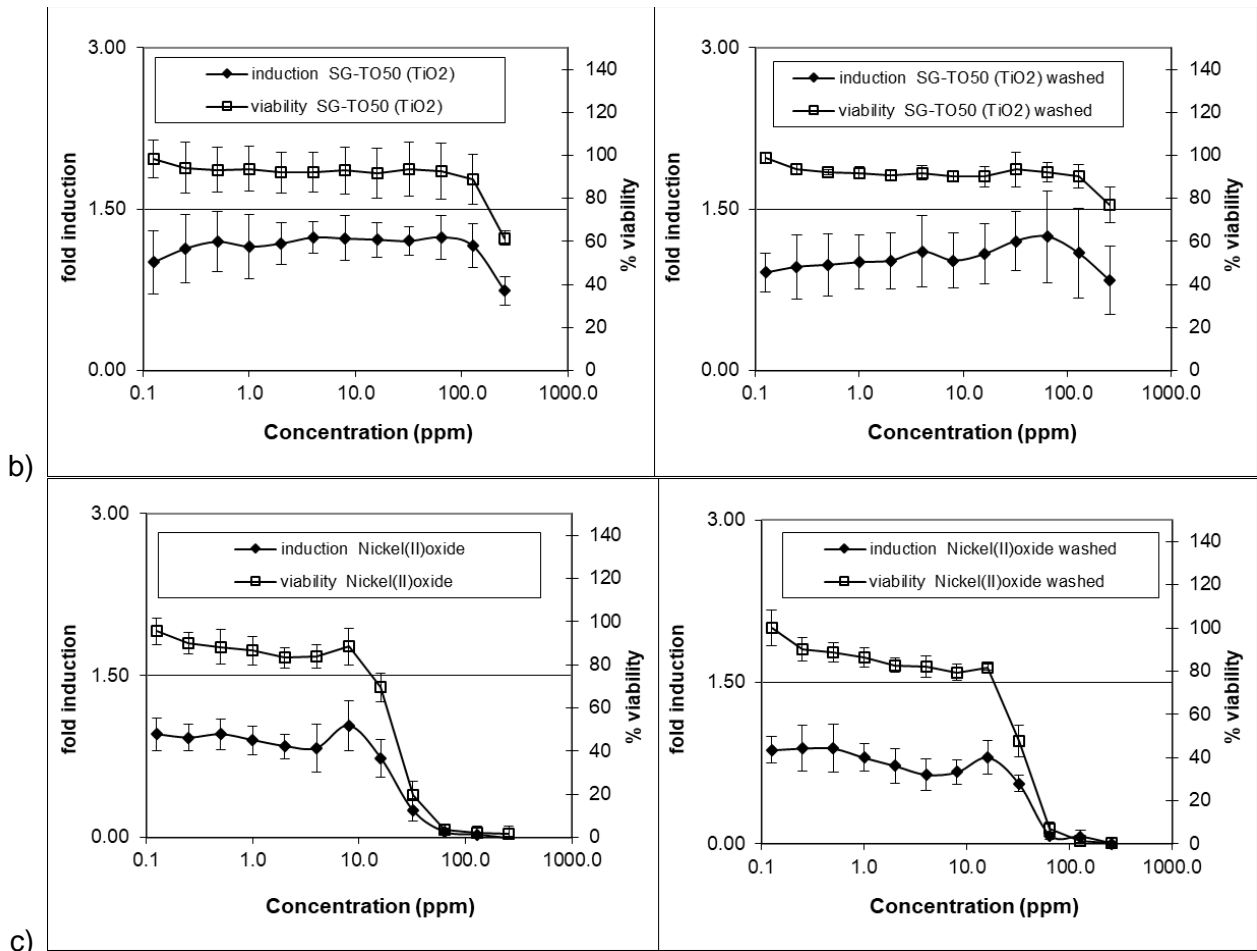 b)
3.00
1.50
0.00
fold induction
induction SG-TO50 (TiO2)
viability SG-TO50 (TiO2)
140
120
100
80
60
40
20
0
% viability
0.1 1.0 10.0 100.0 1000.0
Concentration (ppm)
3.00
1.50
0.00
fold induction
induction SG-TO50 (TiO2) washed
viability SG-TO50 (TiO2) washed
140
120
100
80
60
40
20
0
% viability
0.1 1.0 10.0 100.0 1000.0
Concentration (ppm)
c)
3.00
1.50
0.00
fold induction
induction Nickel(II)oxide
viability Nickel(II)oxide
140
120
100
80
60
40
20
0
% viability
0.1 1.0 10.0 100.0 1000.0
Concentration (ppm)
3.00
1.50
0.00
fold induction
induction Nickel(II)oxide washed
viability Nickel(II)oxide washed
140
120
100
80
60
40
20
0
% viability
0.1 1.0 10.0 100.0 1000.0
Concentration (ppm)